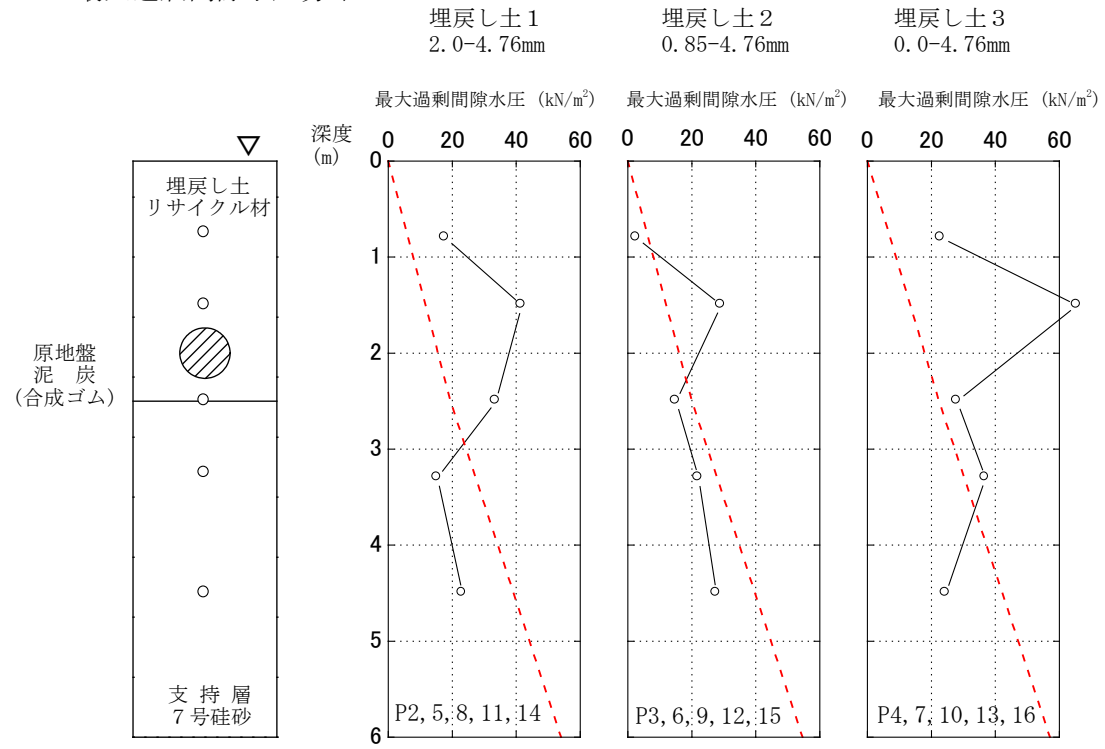 埋戻し土１
2.0-4.76mm
埋戻し土２
0.85-4.76mm
埋戻し土３
0.0-4.76mm
最大過剰間隙水圧 (kN/m²)
最大過剰間隙水圧 (kN/m²)
最大過剰間隙水圧 (kN/m²)
深度
(m)
0 20 40 60
0 20 40 60
0 20 40 60
0
1
2
3
4
5
6
埋戻し土
リサイクル材
原地盤
泥 炭
(合成ゴム)
支 持 層
７号硅砂
P2, 5, 8, 11, 14
P3, 6, 9, 12, 15
P4, 7, 10, 13, 16